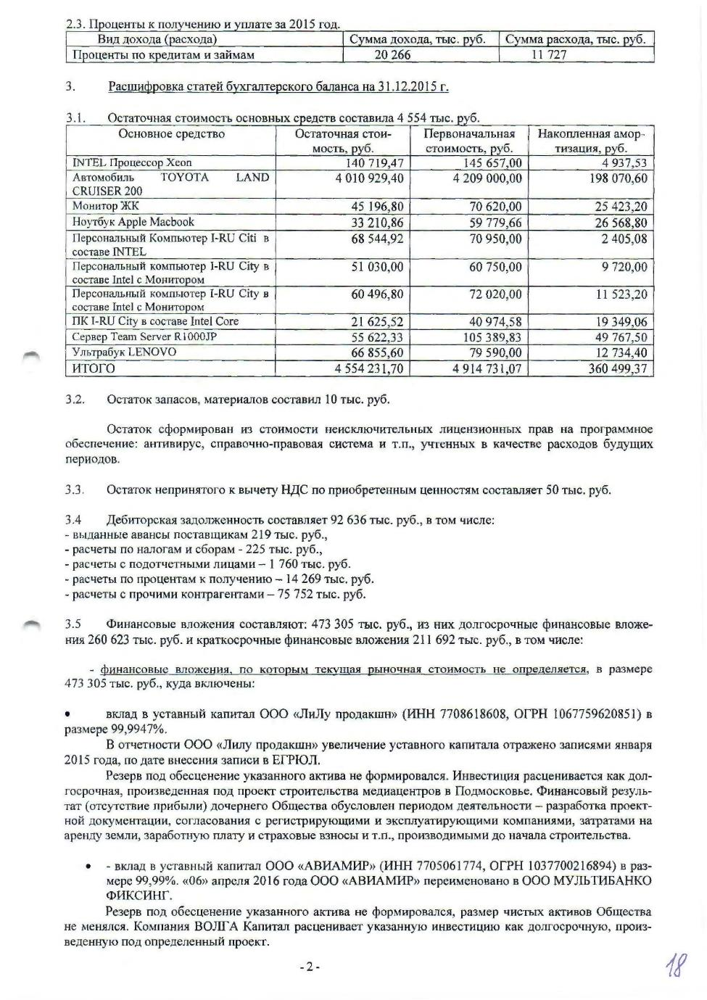 2.3. Проценты к получению и уплате за 2015 год.
Вид дохода (расхода) Сумма дохода, тыс. руб. Сумма расхода, тыс. руб.
Проценты по кредитам и займам 20 266 11 727
3. Расшифровка статей бухгалтерского баланса на 31.12.2015 г.
3.1. Остаточная стоимость основных средств составила 4 554 тыс. руб.
Основное средство Остаточная стои- Первоначальная Накопленная амор-
мость, руб. стоимость, руб. тизация, руб.
INTEL Процессор Xeon 140 719,47 145 657,00 4 937,53
Автомобиль TOYOTA LAND 4 010 929,40 4 209 000,00 198 070,60
CRUISER 200
Монитор ЖК 45 196,80 70 620,00 25 423,20
Ноутбук Apple Macbook 33 210,86 59 779,66 26 568,80
Персональный Компьютер I-RU Citi в 68 544,92 70 950,00 2 405,08
составе INTEL
Персональный компьютер I-RU City в 51 030,00 60 750,00 9 720,00
составе Intel с Монитором
Персональный компьютер I-RU City в 60 496,80 72 020,00 11 523,20
составе Intel с Монитором
ПК I-RU City в составе Intel Core 21 625,52 40 974,58 19 349,06
Сервер Team Server R1000JP 55 622,33 105 389,83 49 767,50
Ультрабук LENOVO 66 855,60 79 590,00 12 734,40
ИТОГО 4 554 231,70 4 914 731,07 360 499,37
3.2. Остаток запасов, материалов составил 10 тыс. руб.
Остаток сформирован из стоимости неисключительных лицензионных прав на программное
обеспечение: антивирус, справочно-правовая система и т.п., учтенных в качестве расходов будущих
периодов.
3.3. Остаток непринятого к вычету НДС по приобретенным ценностям составляет 50 тыс. руб.
3.4 Дебиторская задолженность составляет 92 636 тыс. руб., в том числе:
- выданные авансы поставщикам 219 тыс. руб.,
- расчеты по налогам и сборам - 225 тыс. руб.,
- расчеты с подотчетными лицами – 1 760 тыс. руб.
- расчеты по процентам к получению – 14 269 тыс. руб.
- расчеты с прочими контрагентами – 75 752 тыс. руб.
3.5 Финансовые вложения составляют: 473 305 тыс. руб., из них долгосрочные финансовые вложе-
ния 260 623 тыс. руб. и краткосрочные финансовые вложения 211 692 тыс. руб., в том числе:
- финансовые вложения, по которым текущая рыночная стоимость не определяется, в размере
473 305 тыс. руб., куда включены:
• вклад в уставный капитал ООО «ЛиЛу продакшн» (ИНН 7708618608, ОГРН 1067759620851) в
размере 99,9947%.
В отчетности ООО «Лилу продакшн» увеличение уставного капитала отражено записями января
2015 года, по дате внесения записи в ЕГРЮЛ.
Резерв под обесценение указанного актива не формировался. Инвестиция расценивается как дол-
госрочная, произведенная под проект строительства медиацентров в Подмосковье. Финансовый резуль-
тат (отсутствие прибыли) дочернего Общества обусловлен периодом деятельности – разработка проект-
ной документации, согласования с регистрирующими и эксплуатирующими компаниями, затратами на
аренду земли, заработную плату и страховые взносы и т.п., производимыми до начала строительства.
• - вклад в уставный капитал ООО «АВИАМИР» (ИНН 7705061774, ОГРН 1037700216894) в раз-
мере 99,99%. «06» апреля 2016 года ООО «АВИАМИР» переименовано в ООО МУЛЬТИБАНКО
ФИКСИНГ.
Резерв под обесценение указанного актива не формировался, размер чистых активов Общества
не менялся. Компания ВОЛГА Капитал расценивает указанную инвестицию как долгосрочную, произ-
веденную под определенный проект.
- 2 -
18